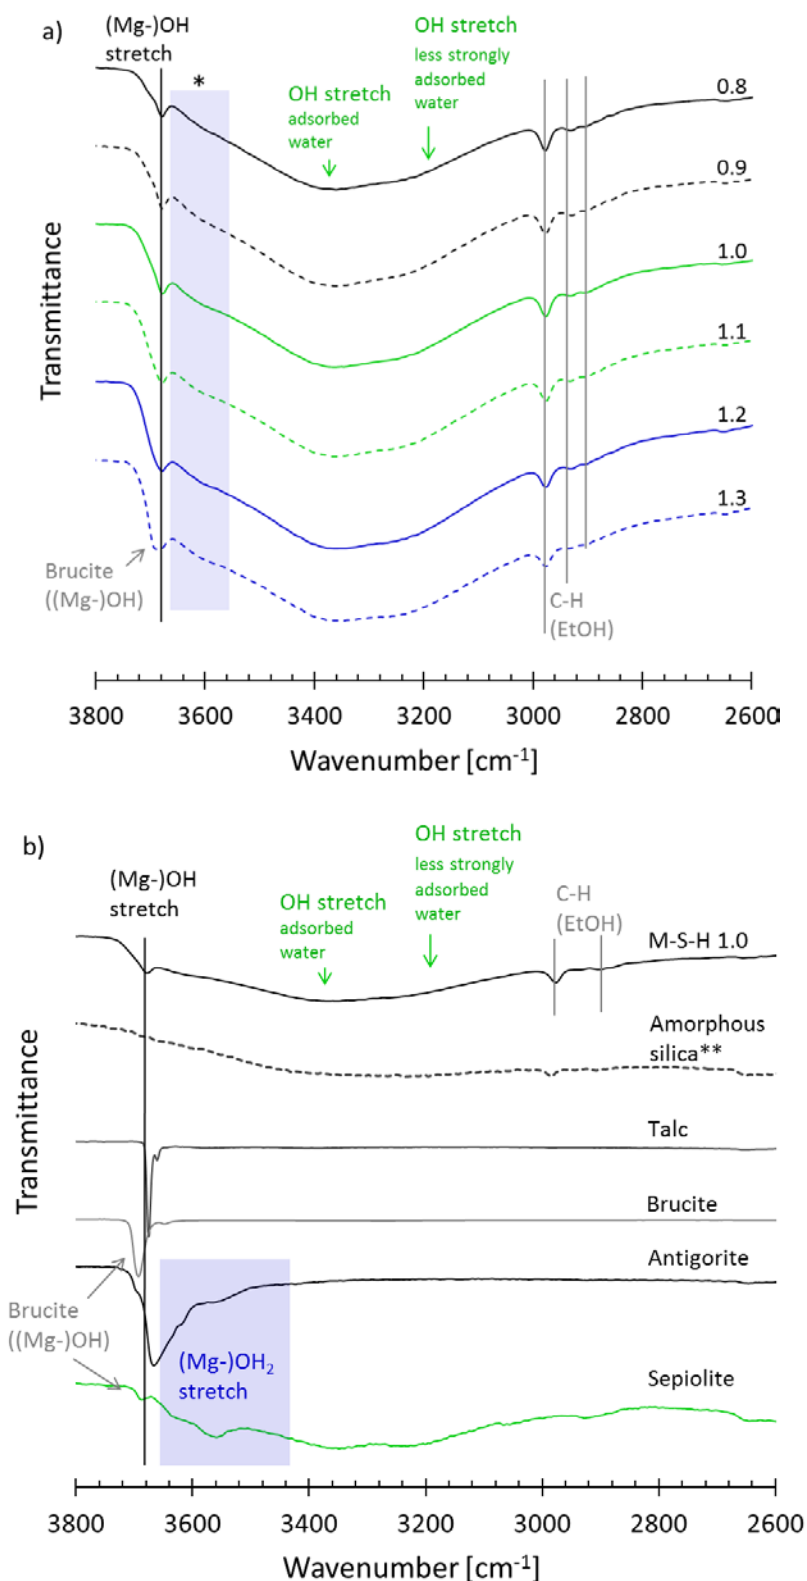 a)
(Mg-)OH
stretch
*
OH stretch
adsorbed
water
OH stretch
less strongly
adsorbed
water
0.8
0.9
1.0
1.1
1.2
1.3
Transmittance
Brucite
((Mg-)OH)
C-H
(EtOH)
3800 3600 3400 3200 3000 2800 2600
Wavenumber [cm⁻¹]
b)
(Mg-)OH
stretch
OH stretch
adsorbed
water
OH stretch
less strongly
adsorbed
water
C-H
(EtOH)
M-S-H 1.0
Amorphous
silica**
Talc
Brucite
Antigorite
Sepiolite
Transmittance
Brucite
((Mg-)OH)
(Mg-)OH₂
stretch
3800 3600 3400 3200 3000 2800 2600
Wavenumber [cm⁻¹]